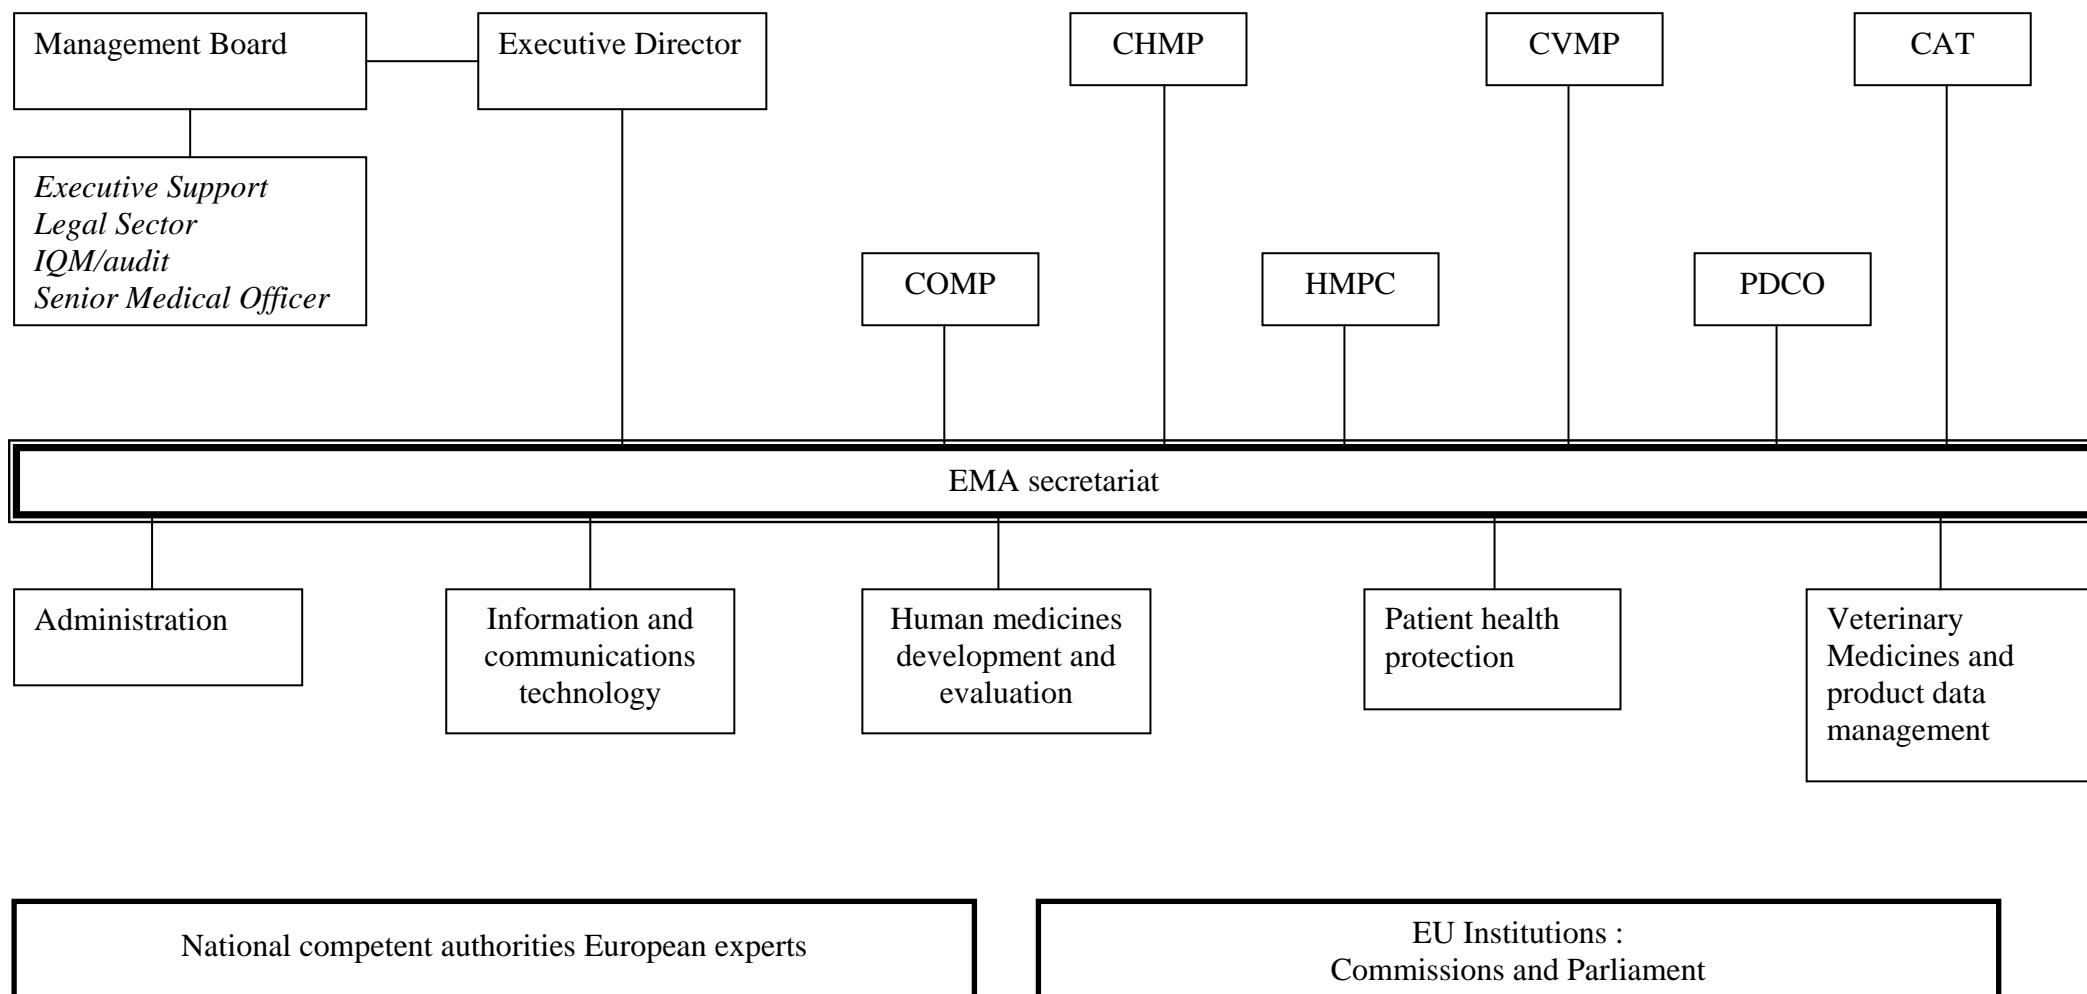 Management Board
Executive Director
CHMP
CVMP
CAT
Executive Support
Legal Sector
IQM/audit
Senior Medical Officer
COMP
HMPC
PDCO
EMA secretariat
Administration
Information and
communications
technology
Human medicines
development and
evaluation
Patient health
protection
Veterinary
Medicines and
product data
management
National competent authorities European experts
EU Institutions :
Commissions and Parliament